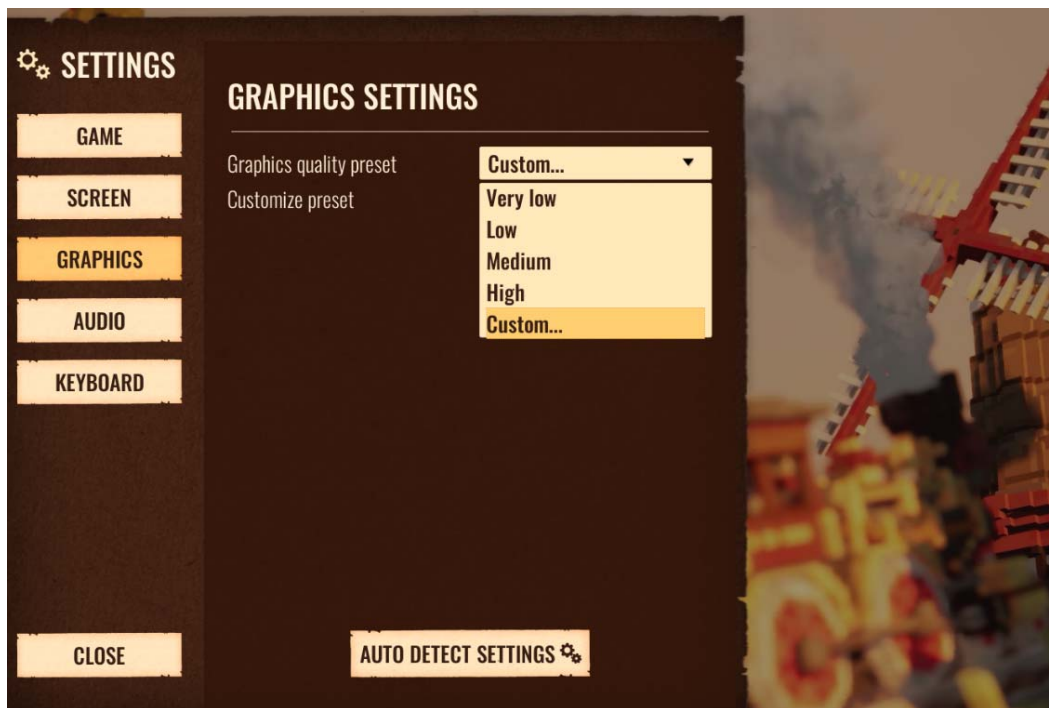 SETTINGS
GAME
SCREEN
GRAPHICS
AUDIO
KEYBOARD
CLOSE
GRAPHICS SETTINGS
Graphics quality preset
Custom...
Customize preset
Very low
Low
Medium
High
Custom...
AUTO DETECT SETTINGS